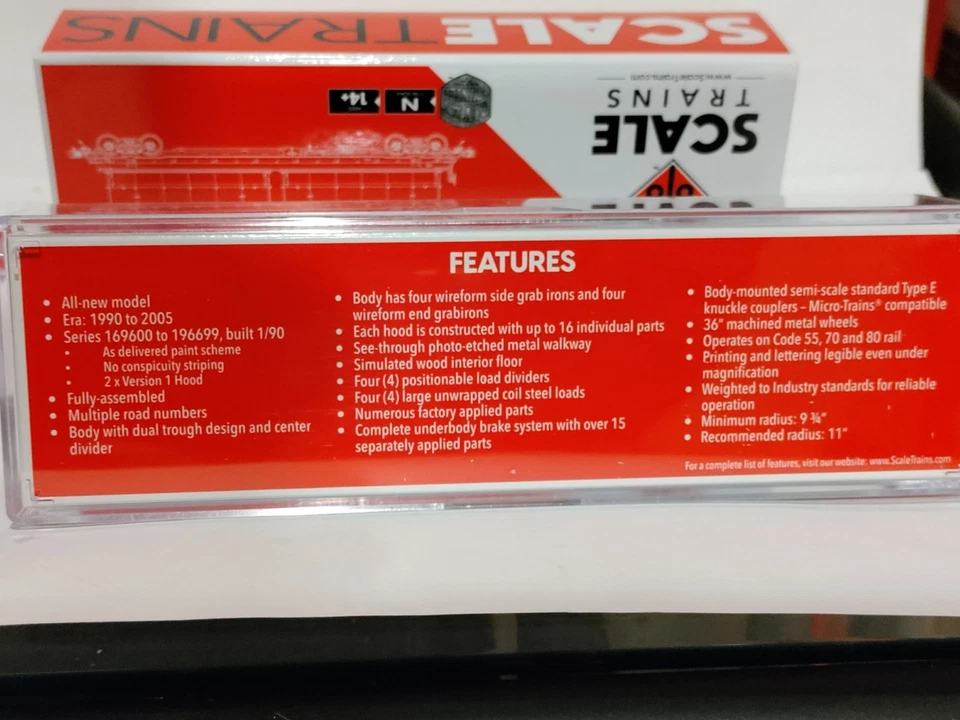 SCALETRAINS
www.ScaleTrains.com
TRAINS
SCALE
N
14+
FEATURES
• All-new model
• Era: 1990 to 2005
• Series 169600 to 196699, built 1/90
• As delivered paint scheme
• No conspicuity striping
• 2 x Version 1 Hood
• Fully-assembled
• Multiple road numbers
• Body with dual trough design and center
divider
• Body has four wireform side grab irons and four
wireform end grabirons
• Each hood is constructed with up to 16 individual parts
• See-through photo-etched metal walkway
• Simulated wood interior floor
• Four (4) positionable load dividers
• Four (4) large unwrapped coil steel loads
• Numerous factory applied parts
• Complete underbody brake system with over 15
separately applied parts
• Body-mounted semi-scale standard Type E
knuckle couplers – Micro-Trains® compatible
• 36” machined metal wheels
• Operates on Code 55, 70 and 80 rail
• Printing and lettering legible even under
magnification
• Weighted to Industry standards for reliable
operation
• Minimum radius: 9 ¾”
• Recommended radius: 11”
For a complete list of features, visit our website: www.ScaleTrains.com